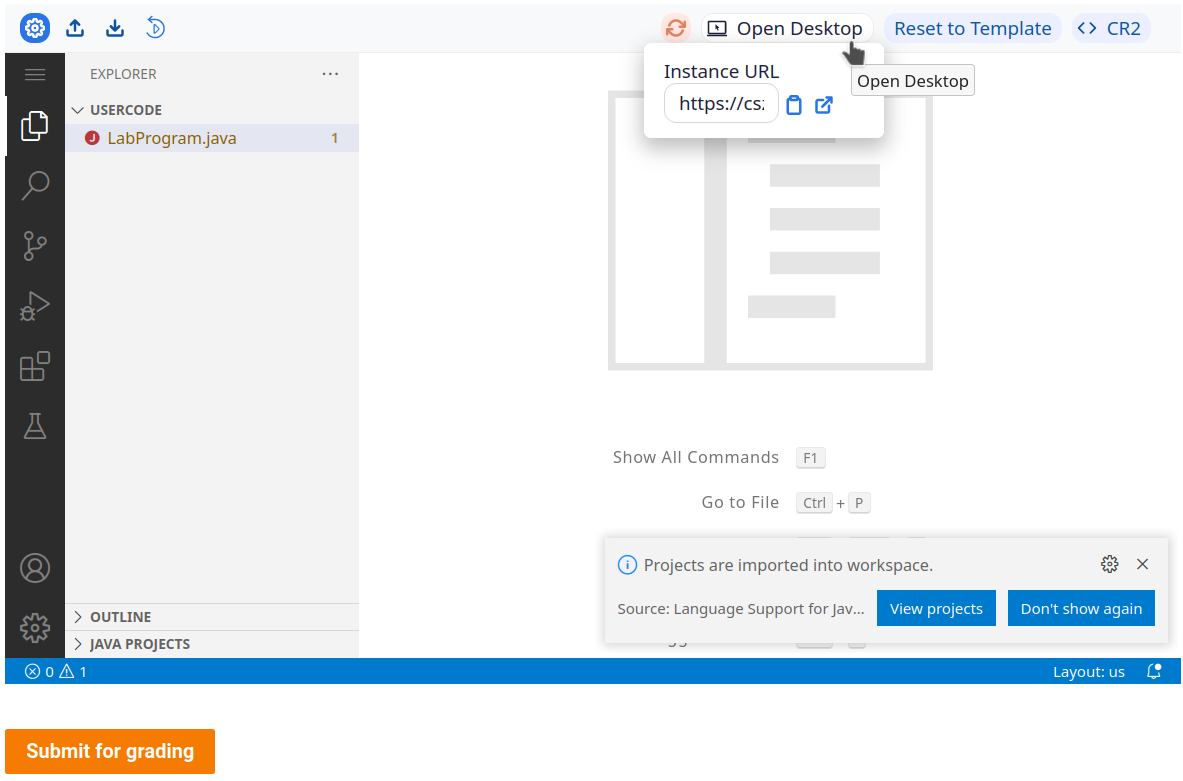 Open Desktop
Reset to Template
<> CR2
Instance URL
https://cs
Open Desktop
EXPLORER
USERCODE
J LabProgram.java 1
Show All Commands F1
Go to File Ctrl + P
Projects are imported into workspace.
Source: Language Support for Jav...
View projects
Don't show again
OUTLINE
JAVA PROJECTS
0 1
Layout: us
Submit for grading